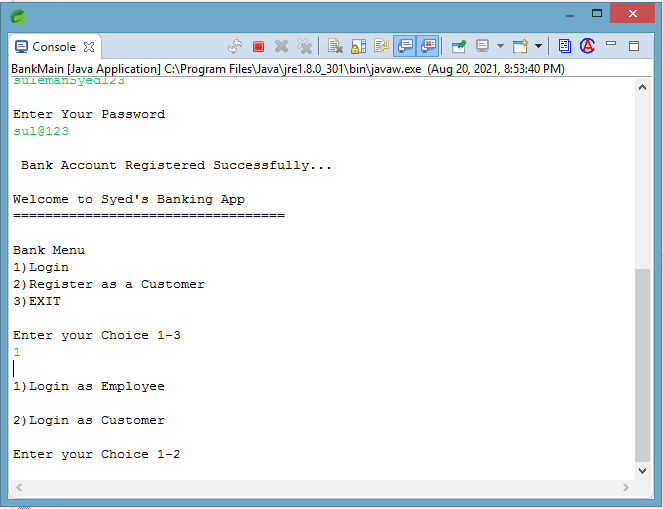 Console
BankMain [Java Application] C:\Program Files\Java\jre1.8.0_301\bin\javaw.exe (Aug 20, 2021, 8:53:40 PM)
sulemanSyed123
Enter Your Password
sul@123
Bank Account Registered Successfully...
Welcome to Syed's Banking App
==================================
Bank Menu
1)Login
2)Register as a Customer
3)EXIT
Enter your Choice 1-3
1
1)Login as Employee
2)Login as Customer
Enter your Choice 1-2